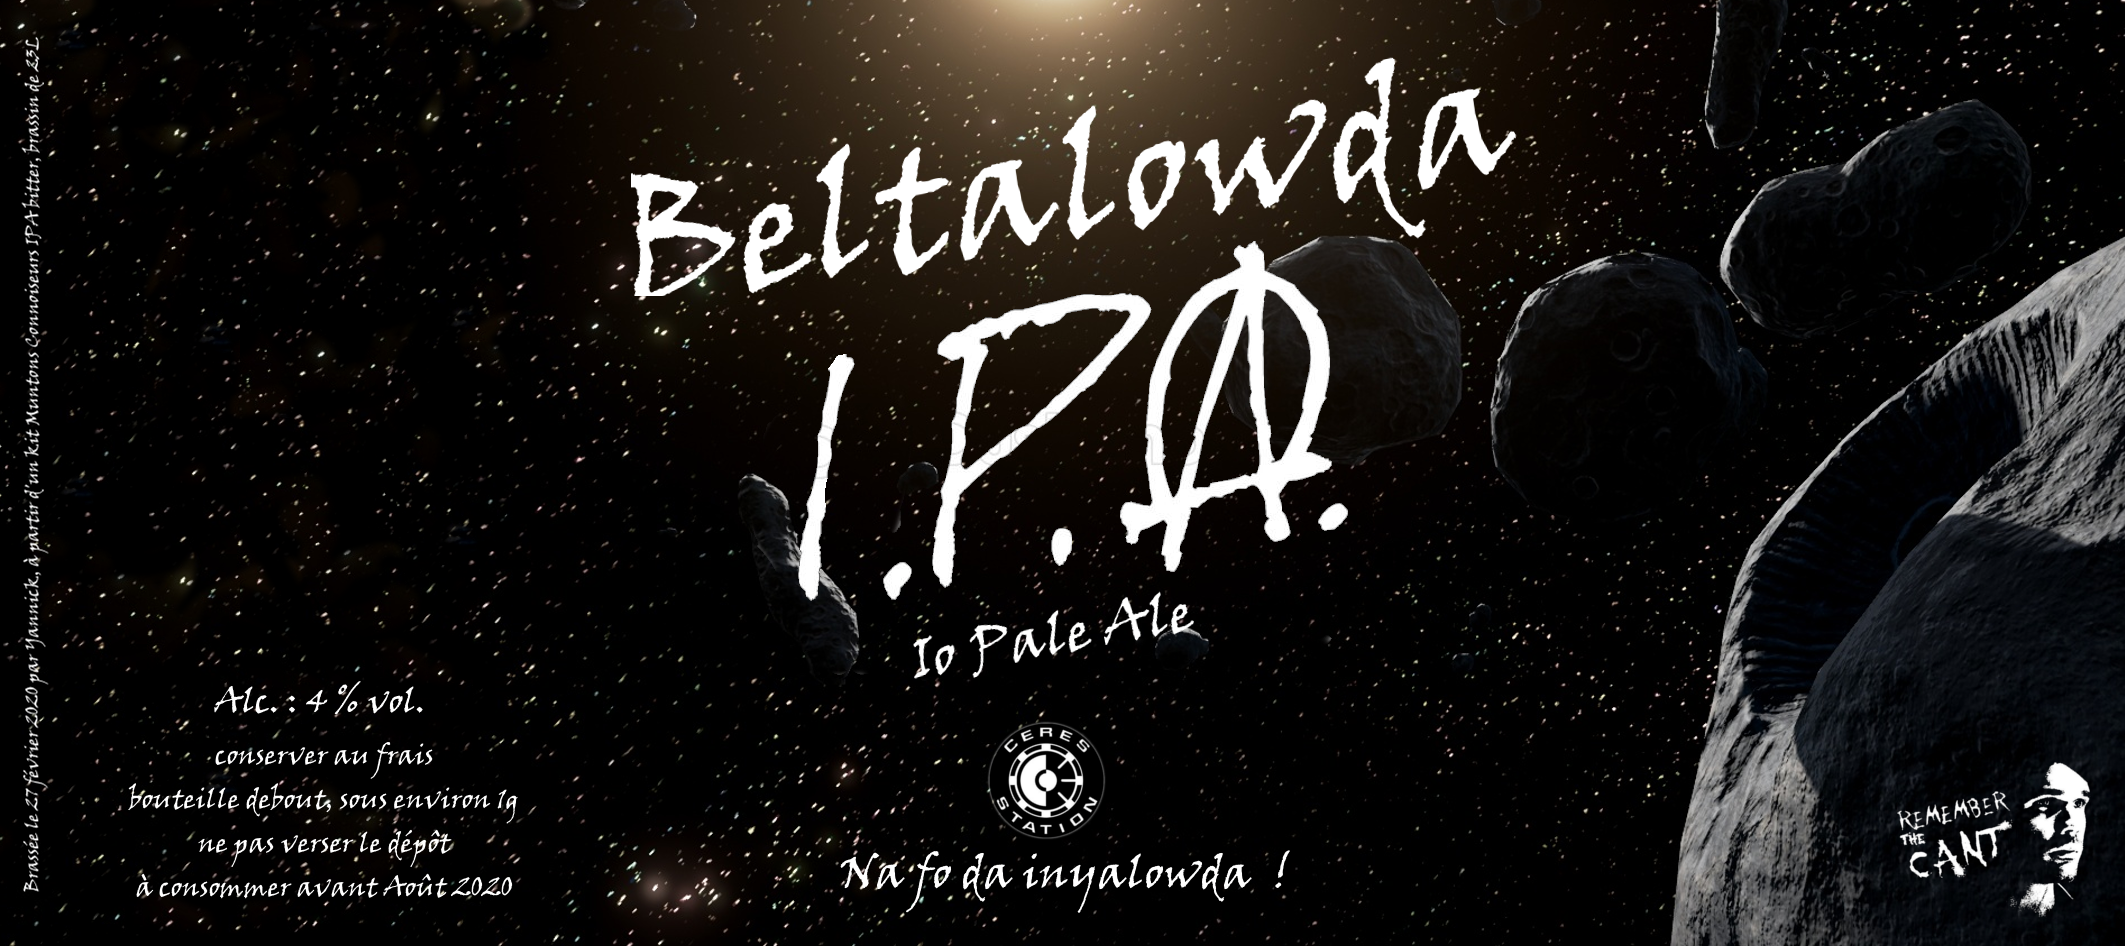 Brassée le 27 février 2020 par Yannick, à partir d'un kit Muntons Connoiseurs IPA bitter, brassin de 23L
Beltalowda
I.P.A.
Io Pale Ale
Alc. : 4 % vol.
conserver au frais
bouteille debout, sous environ 1g
ne pas verser le dépôt
à consommer avant Août 2020
CERES
STATION
Na fo da inyalowda !
REMEMBER
THE
CANT